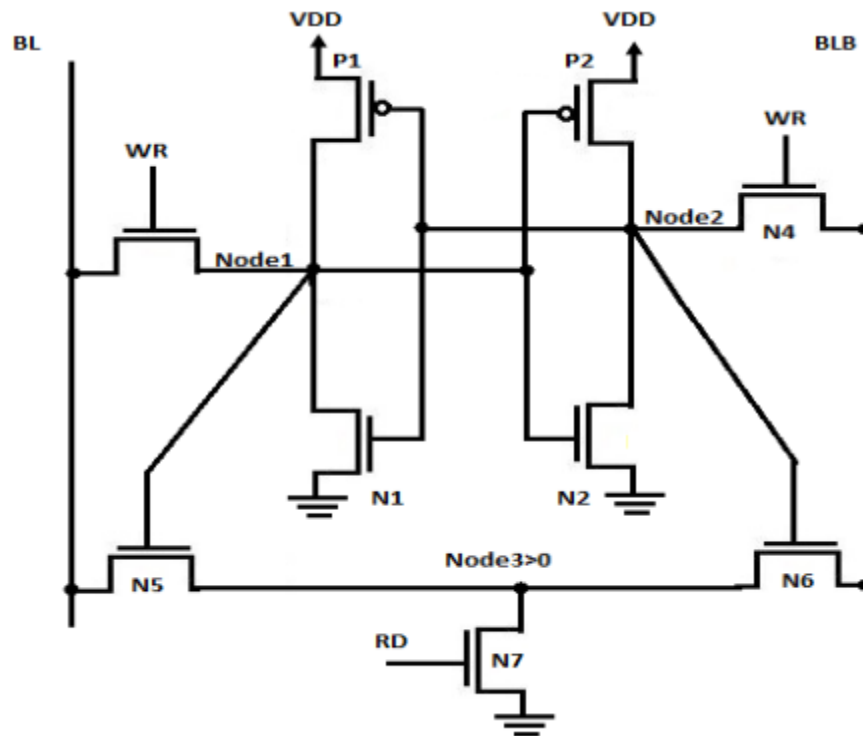 VDD
VDD
BL
P1
P2
BLB
WR
WR
Node1
Node2
N4
N1
N2
Node3>0
N5
N6
RD
N7